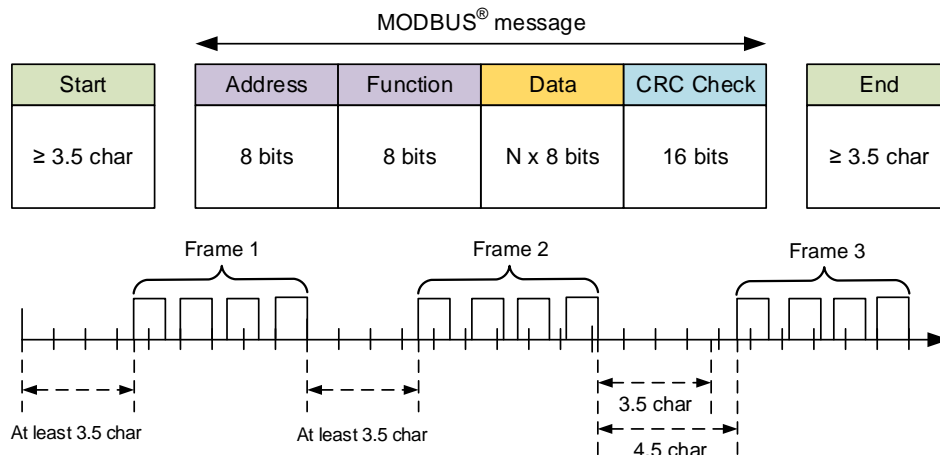 MODBUS® message
Start
Address
Function
Data
CRC Check
End
≥ 3.5 char
8 bits
8 bits
N x 8 bits
16 bits
≥ 3.5 char
Frame 1
Frame 2
Frame 3
At least 3.5 char
At least 3.5 char
3.5 char
4.5 char